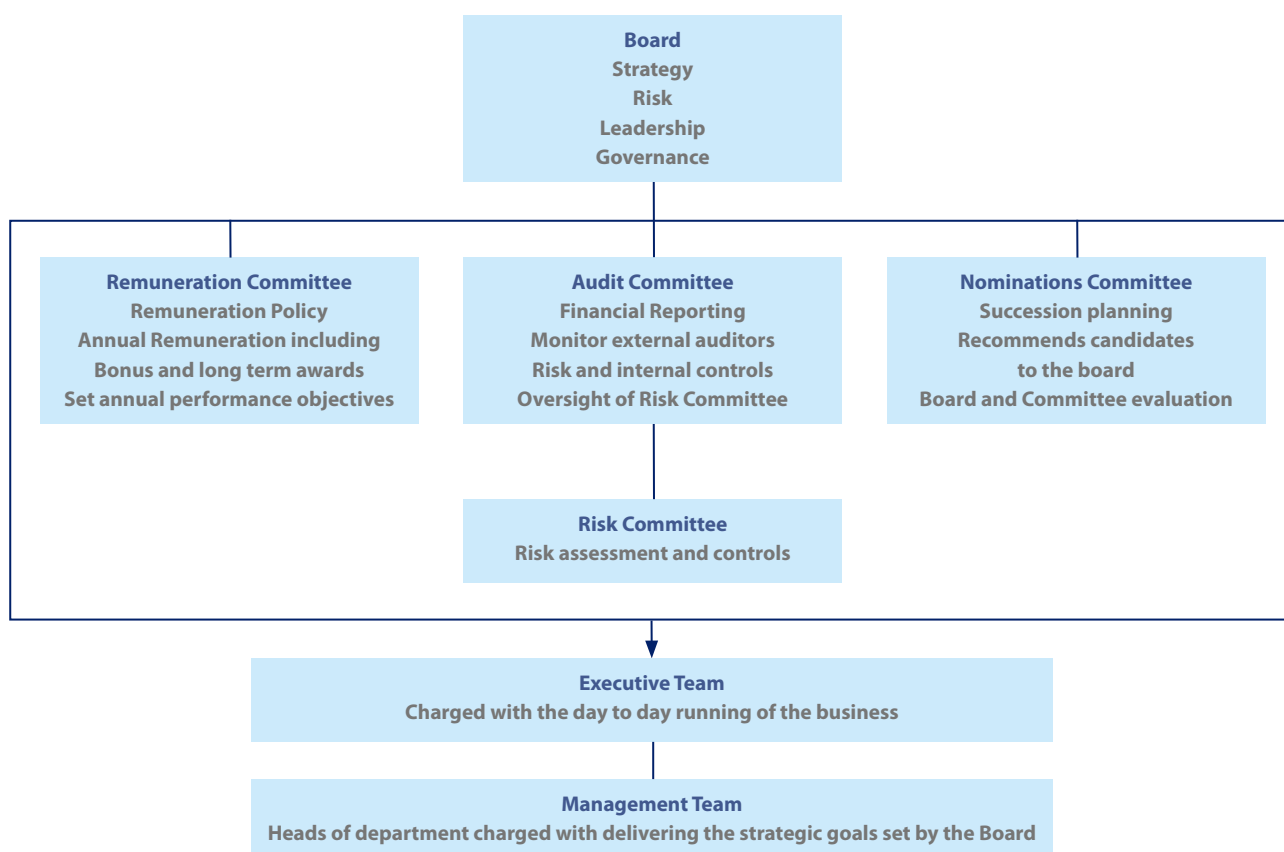 Board
Strategy
Risk
Leadership
Governance
Remuneration Committee
Remuneration Policy
Annual Remuneration including
Bonus and long term awards
Set annual performance objectives
Audit Committee
Financial Reporting
Monitor external auditors
Risk and internal controls
Oversight of Risk Committee
Nominations Committee
Succession planning
Recommends candidates
to the board
Board and Committee evaluation
Risk Committee
Risk assessment and controls
Executive Team
Charged with the day to day running of the business
Management Team
Heads of department charged with delivering the strategic goals set by the Board